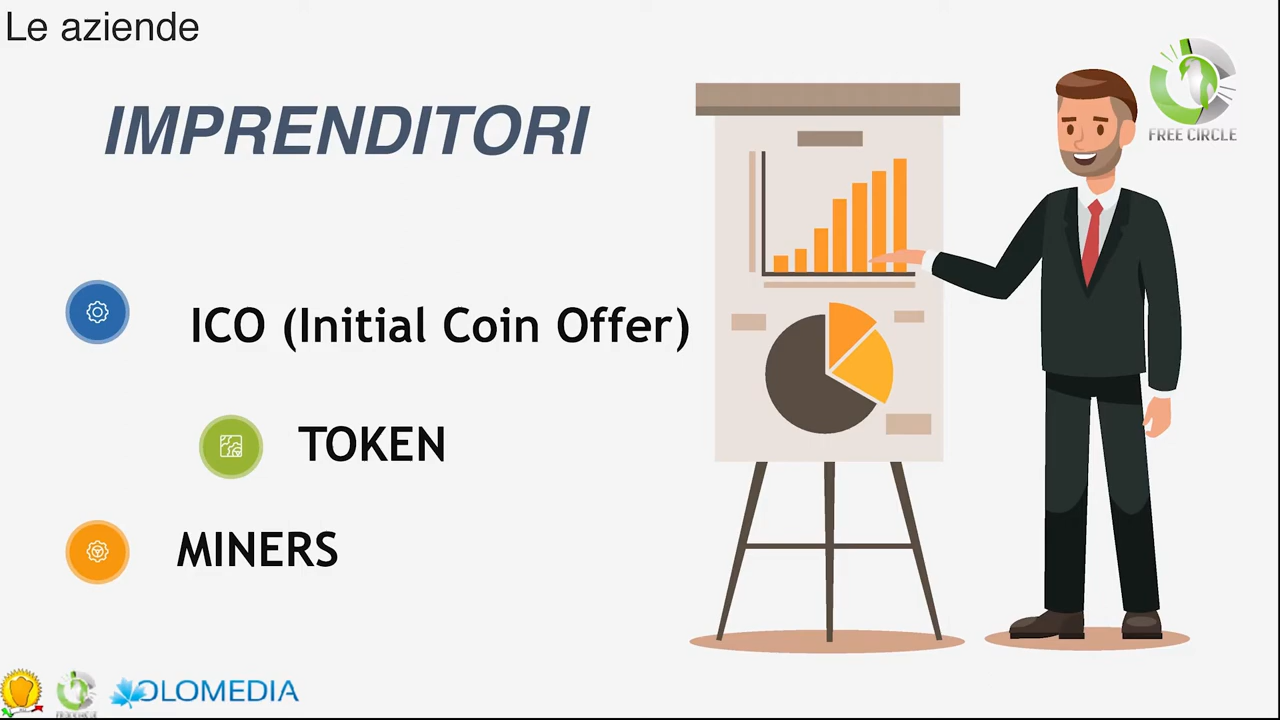 Le aziende
IMPRENDITORI
FREE CIRCLE
ICO (Initial Coin Offer)
TOKEN
MINERS
OLOMEDIA